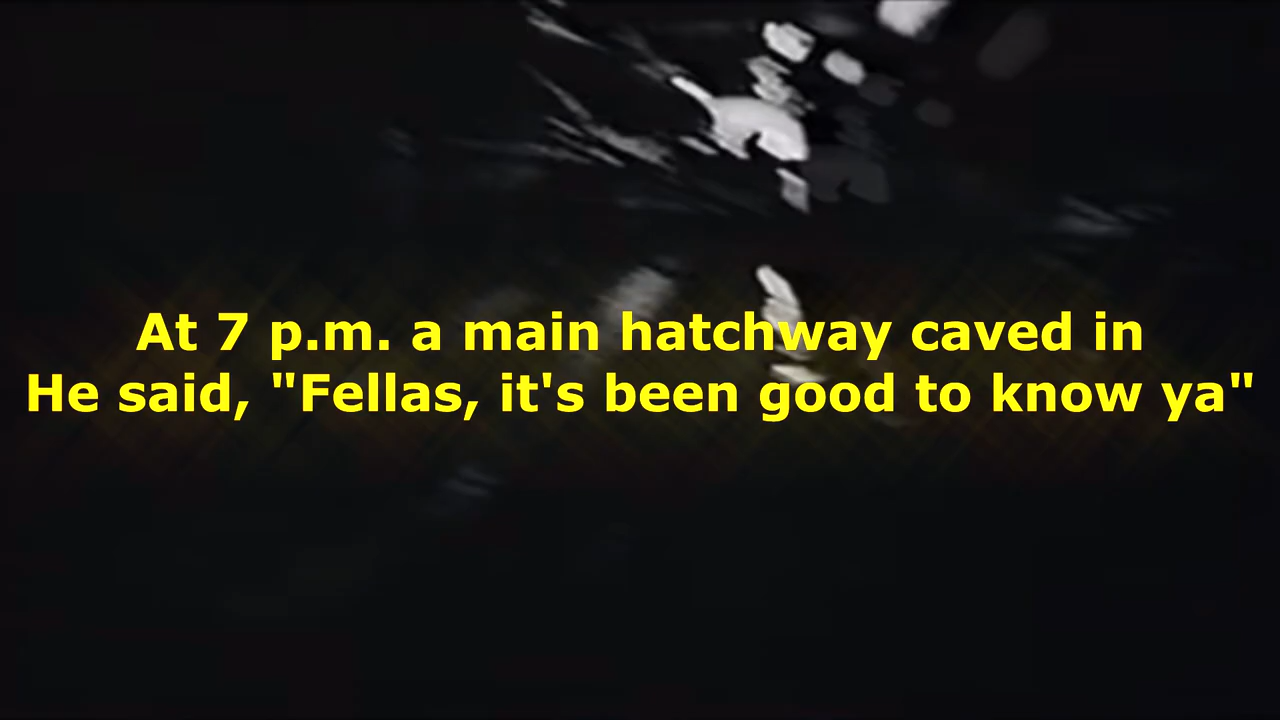 At 7 p.m. a main hatchway caved in
He said, "Fellas, it's been good to know ya"